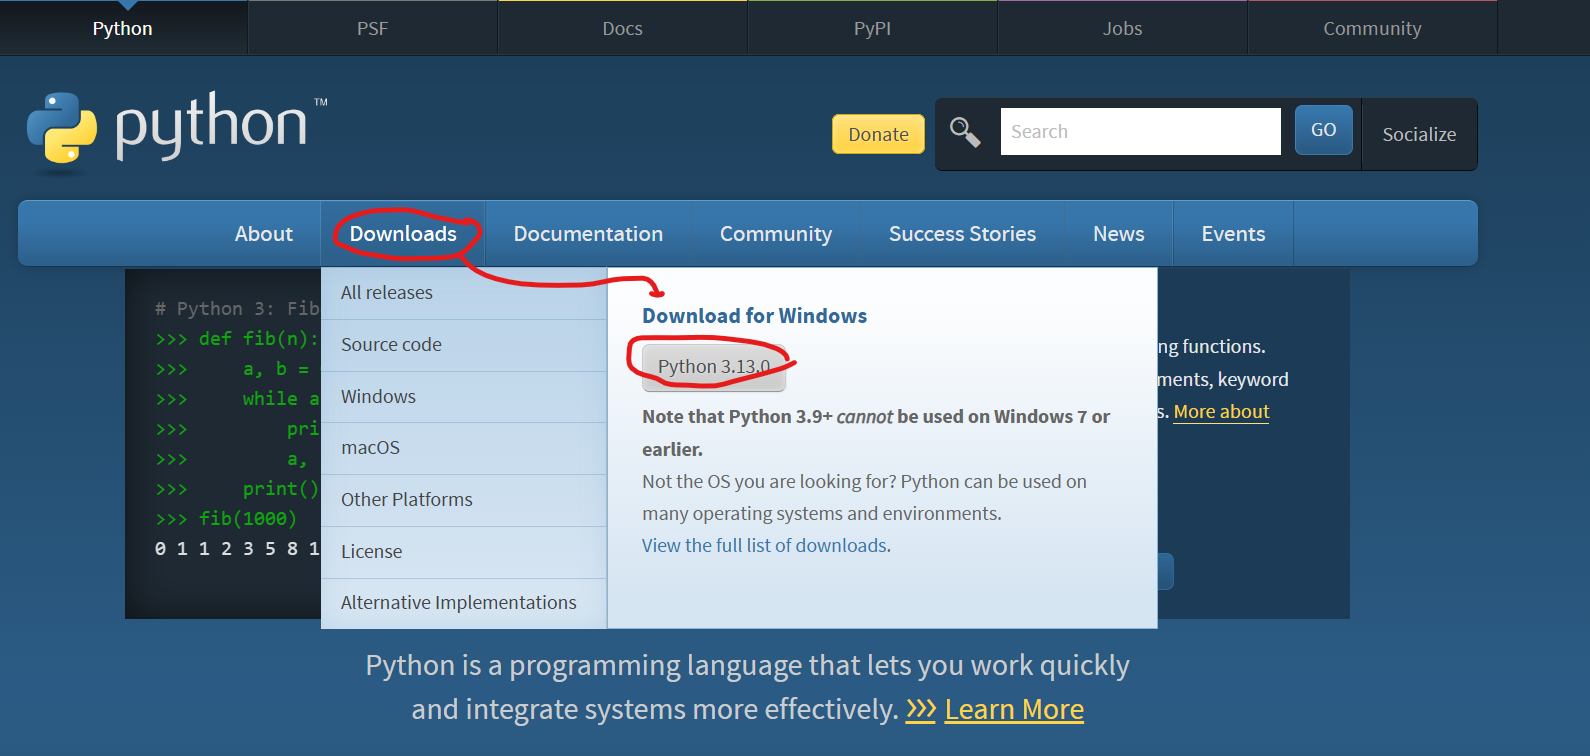 Python
PSF
Docs
PyPI
Jobs
Community
python™
Donate
Search
GO
Socialize
About
Downloads
Documentation
Community
Success Stories
News
Events
All releases
Source code
Windows
macOS
Other Platforms
License
Alternative Implementations
Download for Windows
Python 3.13.0
Note that Python 3.9+ cannot be used on Windows 7 or
earlier.
Not the OS you are looking for? Python can be used on
many operating systems and environments.
View the full list of downloads.
# Python 3: Fib
>>> def fib(n):
>>> a, b =
>>> while a
>>> pri
>>> a,
>>> print()
>>> fib(1000)
0 1 1 2 3 5 8 1
ng functions.
ments, keyword
s. More about
Python is a programming language that lets you work quickly
and integrate systems more effectively. >>> Learn More